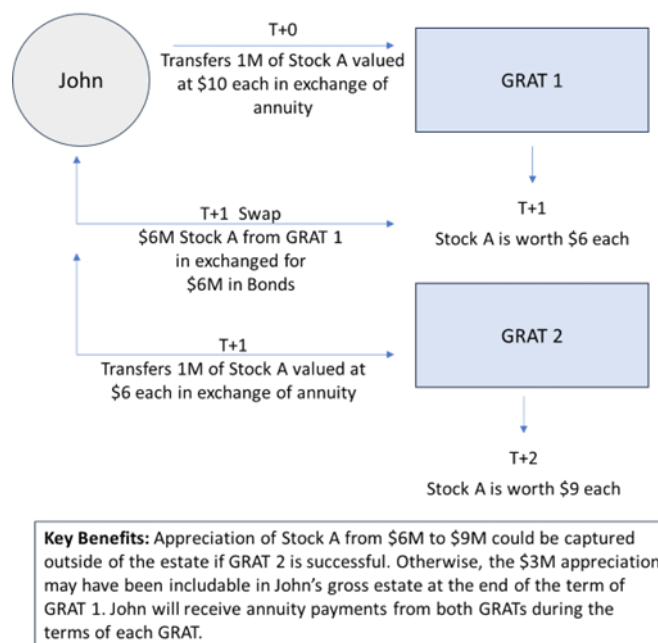 T+0
Transfers 1M of Stock A valued
at $10 each in exchange of
annuity
John
GRAT 1
T+1
Stock A is worth $6 each
T+1 Swap
$6M Stock A from GRAT 1
in exchanged for
$6M in Bonds
T+1
Transfers 1M of Stock A valued at
$6 each in exchange of annuity
GRAT 2
T+2
Stock A is worth $9 each
Key Benefits: Appreciation of Stock A from $6M to $9M could be captured
outside of the estate if GRAT 2 is successful. Otherwise, the $3M appreciation
may have been includable in John's gross estate at the end of the term of
GRAT 1. John will receive annuity payments from both GRATs during the
terms of each GRAT.